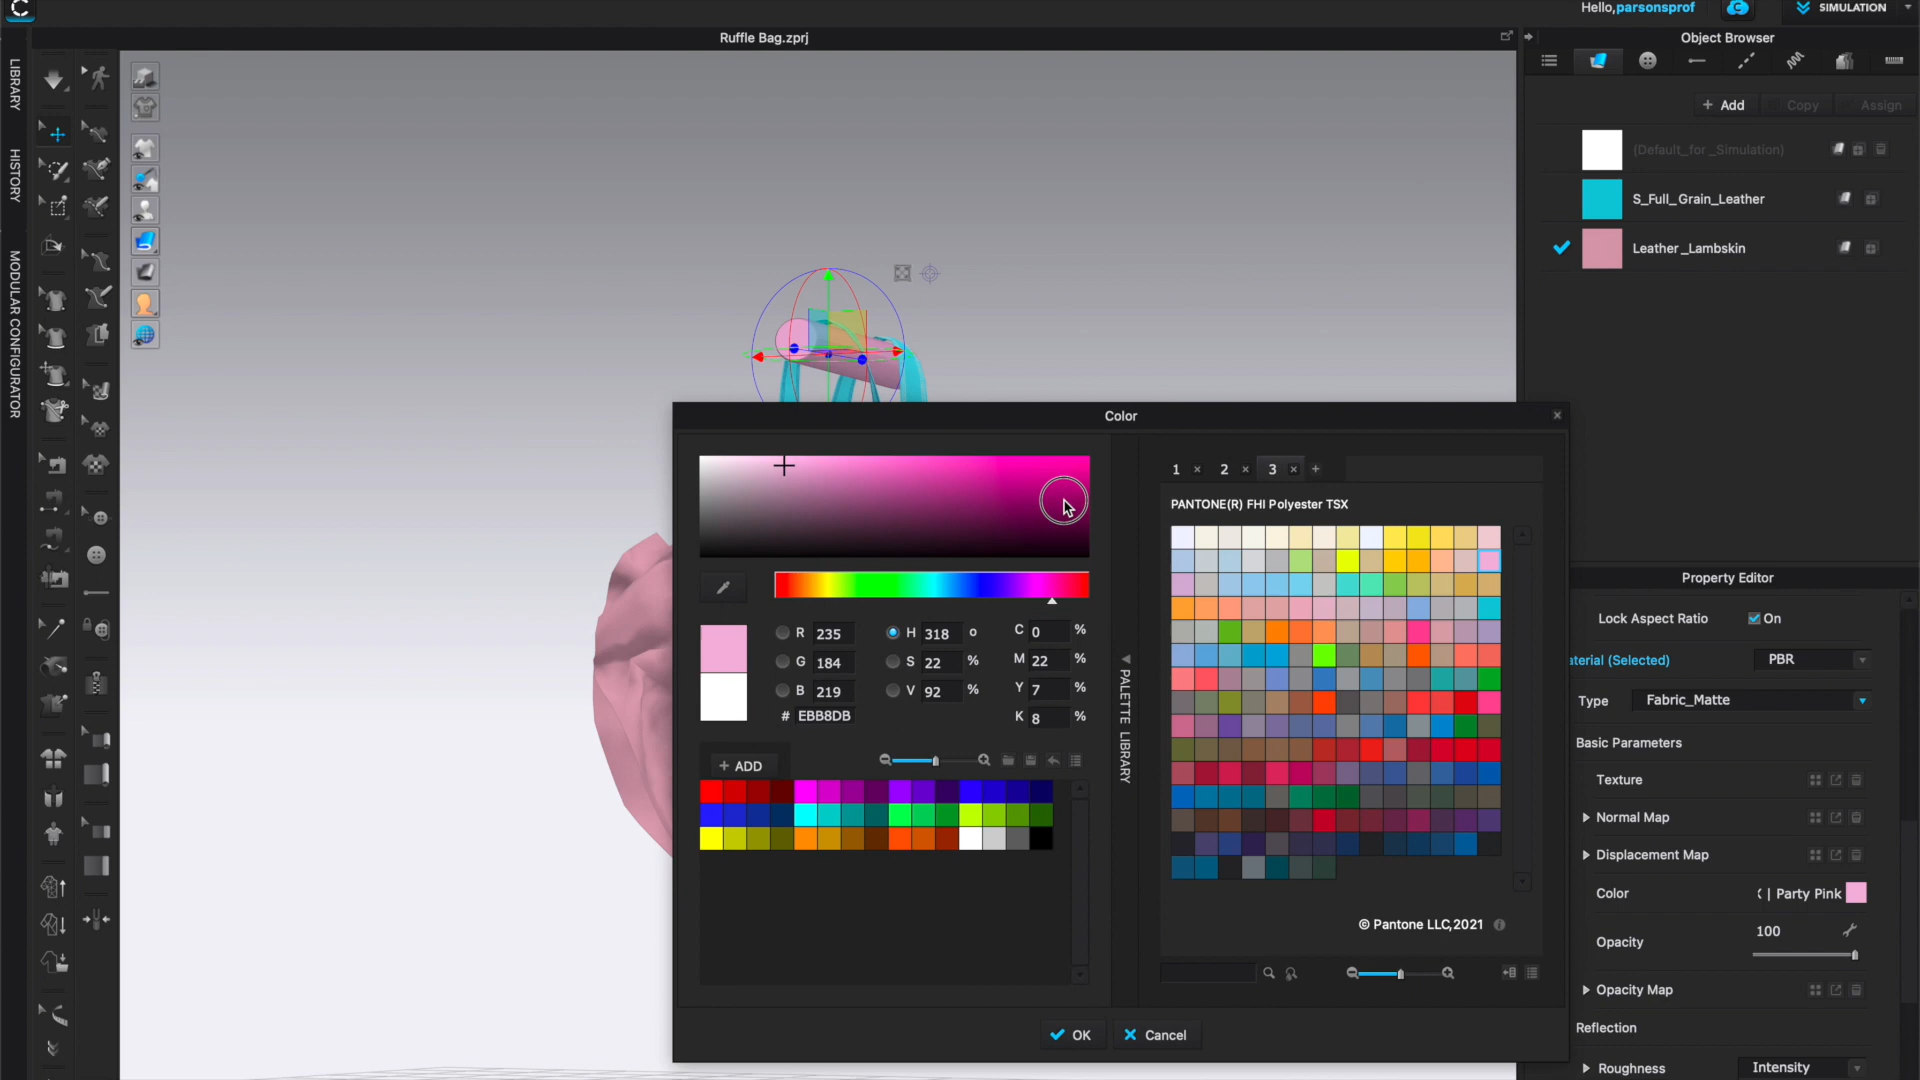 Hello,parsonsprof
SIMULATION
Ruffle Bag.zprj
Object Browser
LIBRARY
HISTORY
MODULAR CONFIGURATOR
+ Add
Copy
Assign
(Default_for_Simulation)
S_Full_Grain_Leather
Leather_Lambskin
Color
1 × 2 × 3 × +
PANTONE(R) FHI Polyester TSX
R 235 H 318 o C 0 %
G 184 S 22 % M 22 %
B 219 V 92 % Y 7 %
# EBB8DB K 8 %
+ ADD
PALETTE LIBRARY
© Pantone LLC,2021
OK
Cancel
Property Editor
Lock Aspect Ratio On
aterial (Selected) PBR
Type Fabric_Matte
Basic Parameters
Texture
Normal Map
Displacement Map
Color | Party Pink
Opacity 100
Opacity Map
Reflection
Roughness Intensity